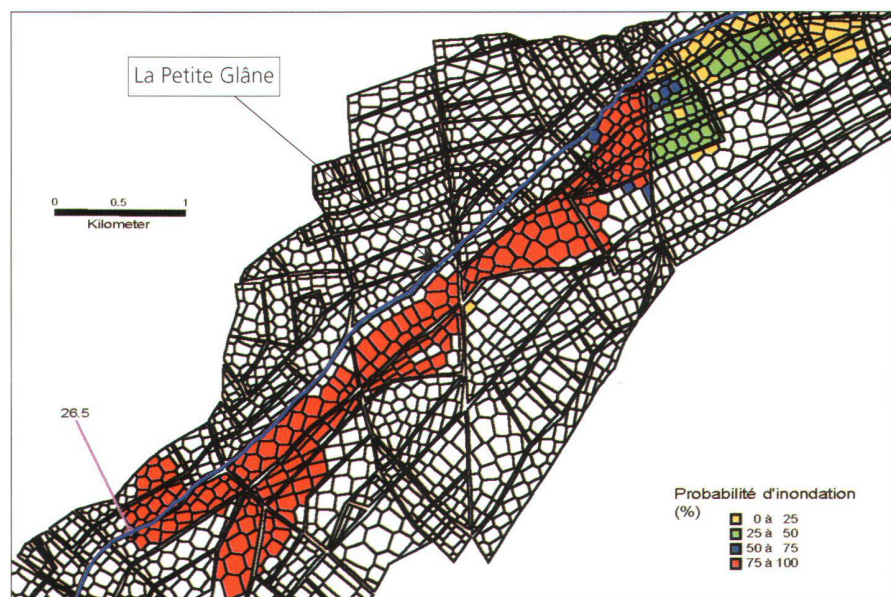 La Petite Glâne
0 0.5 1
Kilometer
26.5
Probabilité d'inondation
(%)
0 à 25
25 à 50
50 à 75
75 à 100